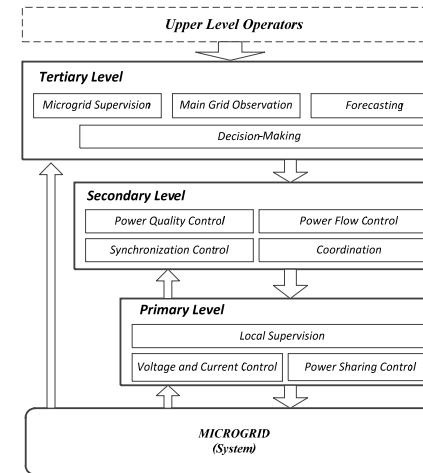 Upper Level Operators
Tertiary Level
Microgrid Supervision Main Grid Observation Forecasting
Decision-Making
Secondary Level
Power Quality Control Power Flow Control
Synchronization Control Coordination
Primary Level
Local Supervision
Voltage and Current Control Power Sharing Control
MICROGRID
(System)